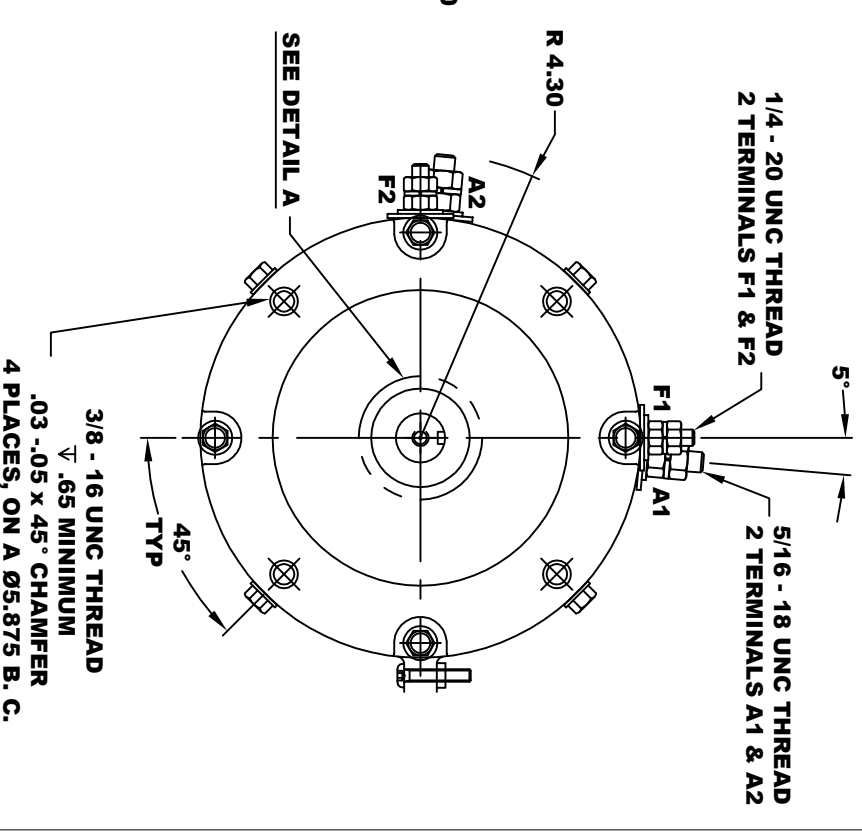 R 4.30
SEE DETAIL A
1/4 - 20 UNC THREAD
2 TERMINALS F1 & F2
5°
5/16 - 18 UNC THREAD
2 TERMINALS A1 & A2
A2
F2
F1
A1
45°
TYP
3/8 - 16 UNC THREAD
↧ .65 MINIMUM
.03 -.05 x 45° CHAMFER
4 PLACES, ON A Ø5.875 B. C.